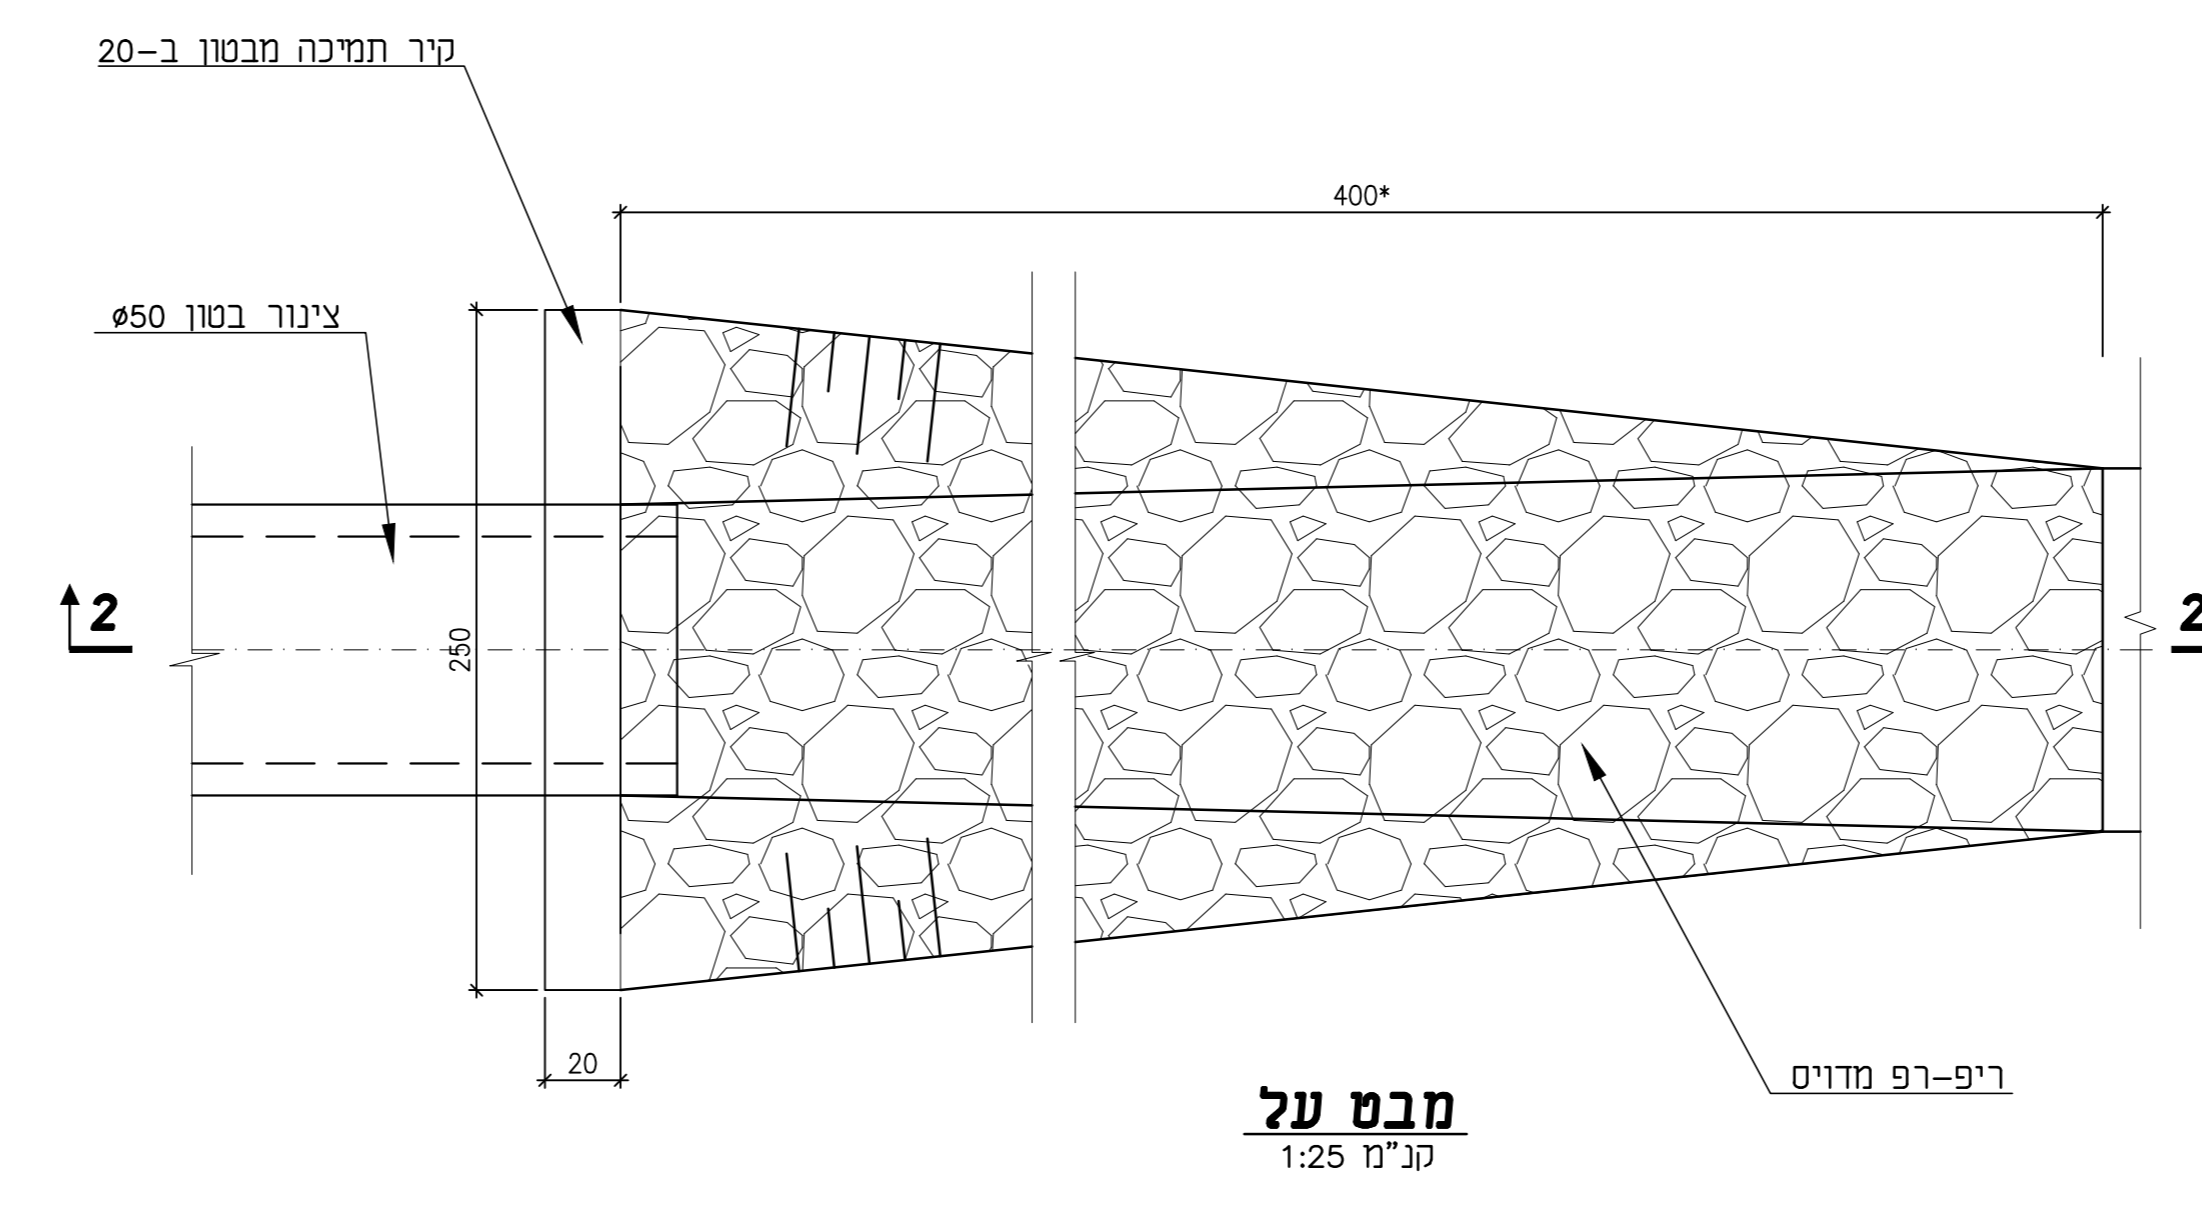 קיר תמיכה מבטון ב-20
400*
צינור בטון ø50
2
2
250
20
ריפ-רפ מדויס
מבט על
קנ"מ 1:25